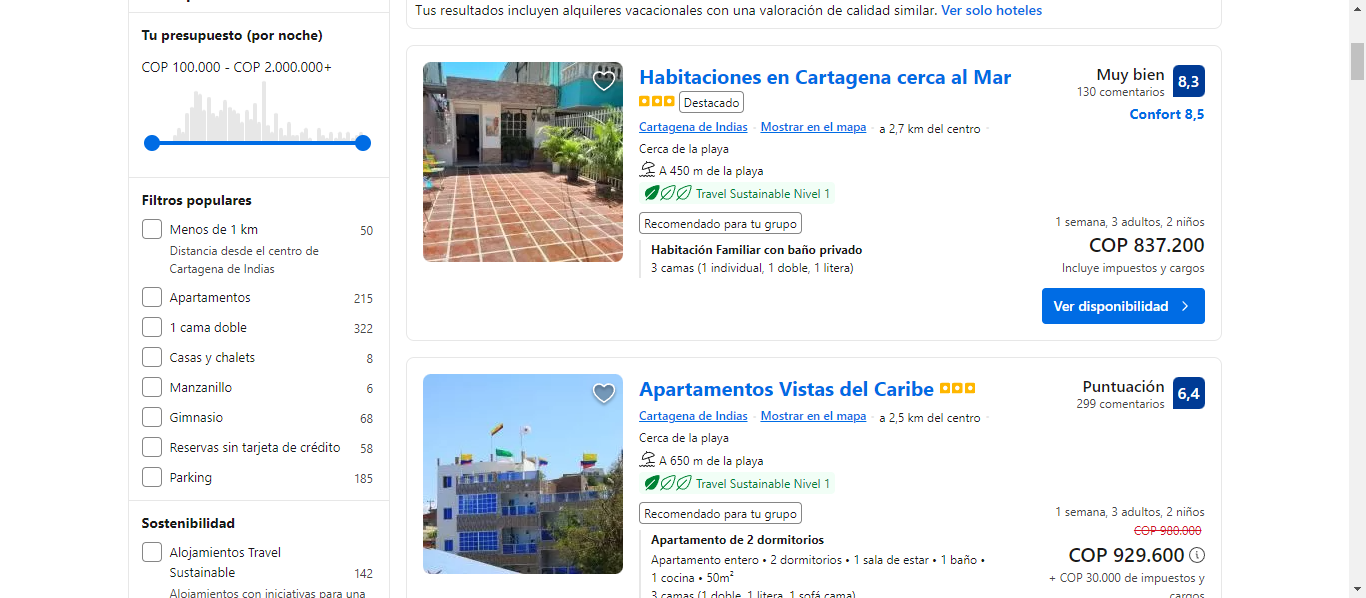 Tus resultados incluyen alquileres vacacionales con una valoración de calidad similar. Ver solo hoteles
Tu presupuesto (por noche)
COP 100.000 - COP 2.000.000+
Filtros populares
Menos de 1 km 50
Distancia desde el centro de
Cartagena de Indias
Apartamentos 215
1 cama doble 322
Casas y chalets 8
Manzanillo 6
Gimnasio 68
Reservas sin tarjeta de crédito 58
Parking 185
Sostenibilidad
Alojamientos Travel
Sustainable 142
Alojamientos con iniciativas para una
Habitaciones en Cartagena cerca al Mar
Destacado
Cartagena de Indias · Mostrar en el mapa · a 2,7 km del centro ·
Cerca de la playa
A 450 m de la playa
Travel Sustainable Nivel 1
Recomendado para tu grupo
Habitación Familiar con baño privado
3 camas (1 individual, 1 doble, 1 litera)
Muy bien 8,3
130 comentarios
Confort 8,5
1 semana, 3 adultos, 2 niños
COP 837.200
Incluye impuestos y cargos
Ver disponibilidad
Apartamentos Vistas del Caribe
Cartagena de Indias · Mostrar en el mapa · a 2,5 km del centro ·
Cerca de la playa
A 650 m de la playa
Travel Sustainable Nivel 1
Recomendado para tu grupo
Apartamento de 2 dormitorios
Apartamento entero • 2 dormitorios • 1 sala de estar • 1 baño •
1 cocina • 50m²
3 camas (1 doble, 1 litera, 1 sofá cama)
Puntuación 6,4
299 comentarios
1 semana, 3 adultos, 2 niños
COP 980.000
COP 929.600
+ COP 30.000 de impuestos y
cargos